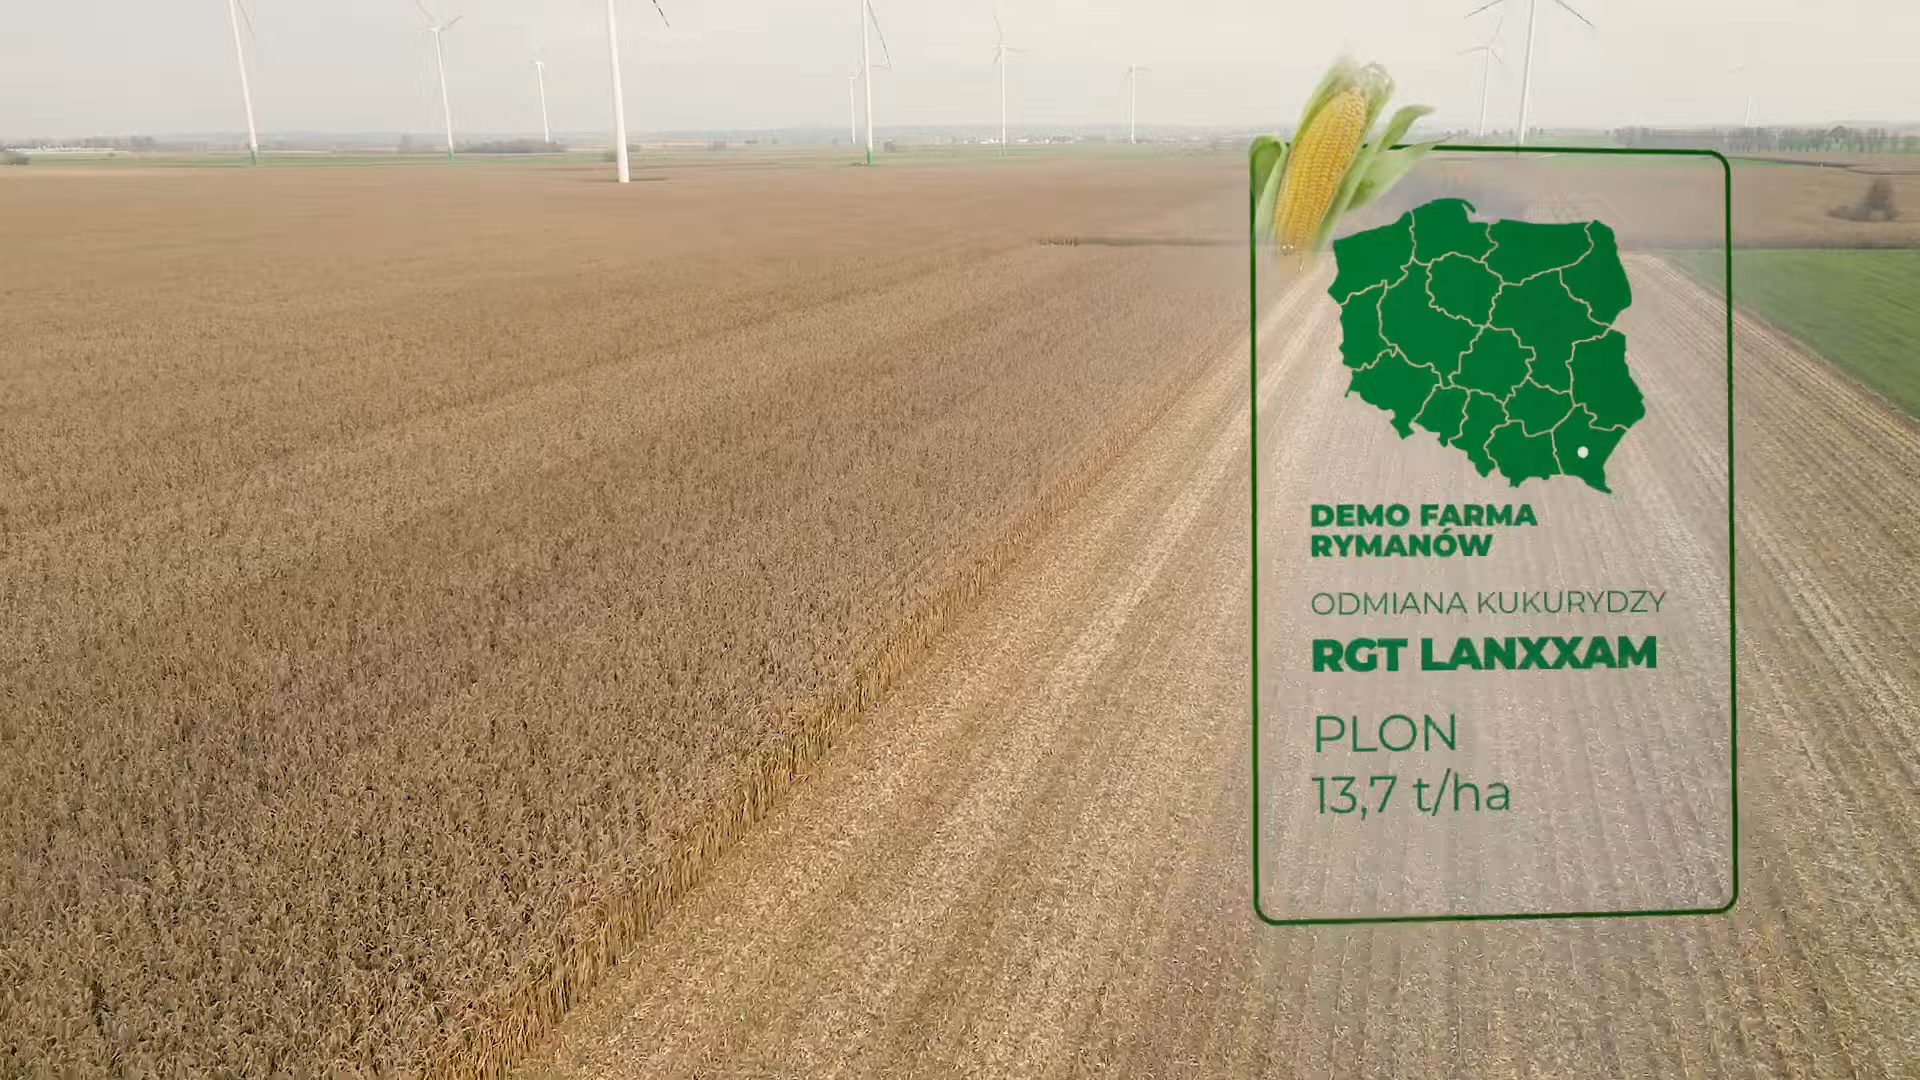 DEMO FARMA
RYMANÓW
ODMIANA KUKURYDZY
RGT LANXXAM
PLON
13,7 t/ha